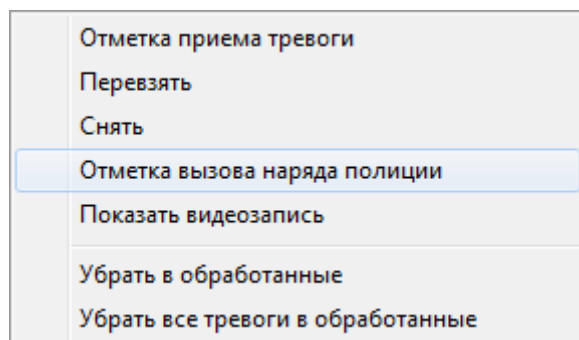 Отметка приема тревоги
Перевзять
Снять
Отметка вызова наряда полиции
Показать видеозапись
Убрать в обработанные
Убрать все тревоги в обработанные